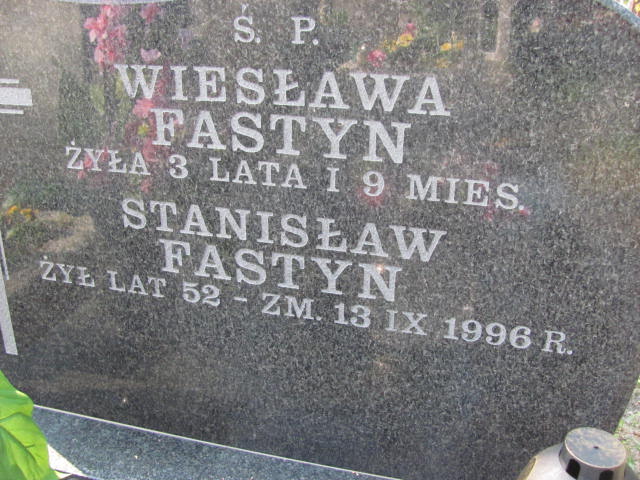 Ś. P.
WIESŁAWA
FASTYN
ŻYŁA 3 LATA I 9 MIES.
STANISŁAW
FASTYN
ŻYŁ LAT 52 - ZM. 13 IX 1996 R.